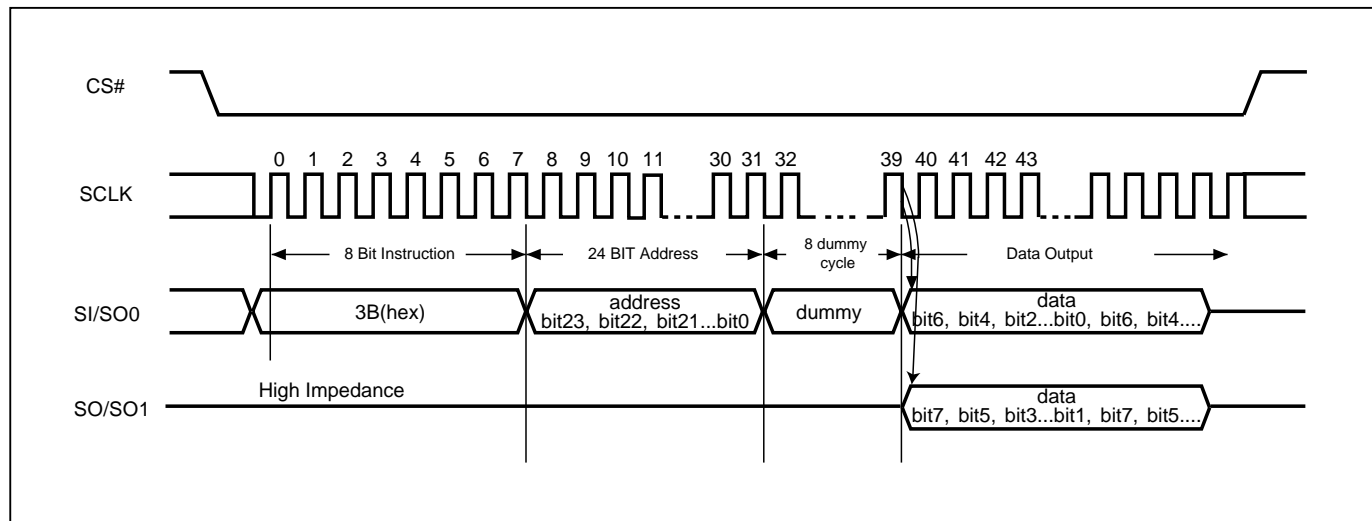 CS#
0 1 2 3 4 5 6 7 8 9 10 11 30 31 32 39 40 41 42 43
SCLK
8 Bit Instruction
24 BIT Address
8 dummy
cycle
Data Output
SI/SO0
3B(hex)
address
bit23, bit22, bit21...bit0
dummy
data
bit6, bit4, bit2...bit0, bit6, bit4....
High Impedance
SO/SO1
data
bit7, bit5, bit3...bit1, bit7, bit5....